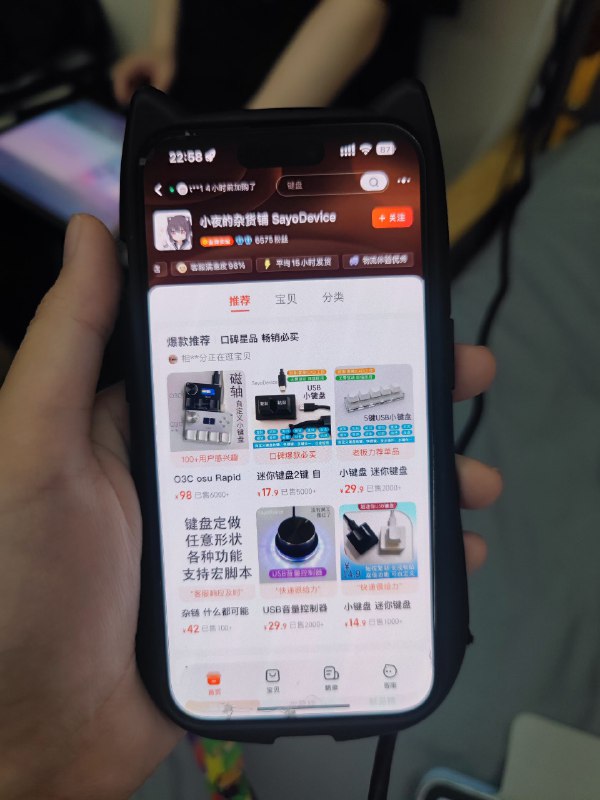 22:58
87
4小时前加购了
键盘
小夜的杂货铺 SayoDevice
+关注
6575粉丝
客服满意度98%
平均15小时发货
物流体验优秀
推荐
宝贝
分类
爆款推荐 口碑星品 畅销必买
相**分正在逛宝贝
磁轴
自定义小键盘
100+用户感兴趣
O3C osu Rapid
¥98 已售6000+
SayoDevice
USB
小键盘
口碑爆款必买
迷你键盘2键 自
¥17.9 已售5000+
5键USB小键盘
老板力荐单品
小键盘 迷你键盘
¥29.9 已售2000+
键盘定做
任意形状
各种功能
支持宏脚本
"客服响应及时"
杂链 什么都可能
¥42 已售100+
USB音量控制器
"快递很给力"
USB音量控制器
¥29.9 已售2000+
"快递很给力"
小键盘 迷你键盘
¥14.9 已售1000+
首页
宝贝
客服